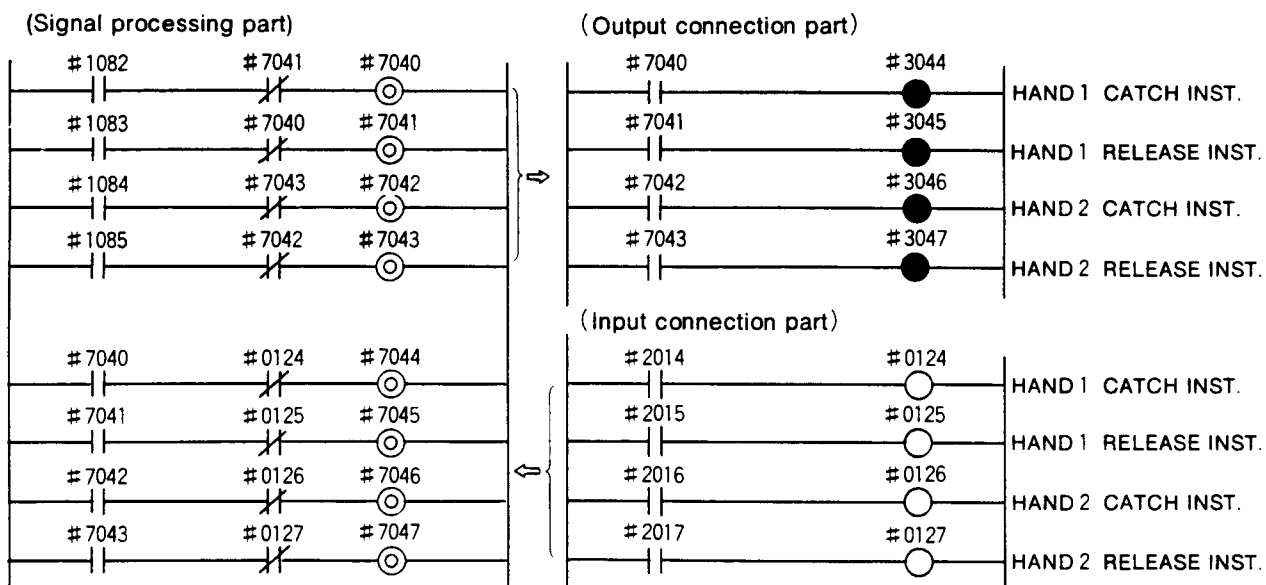 (Signal processing part)
#1082 #7041 #7040
#1083 #7040 #7041
#1084 #7043 #7042
#1085 #7042 #7043
#7040 #0124 #7044
#7041 #0125 #7045
#7042 #0126 #7046
#7043 #0127 #7047
(Output connection part)
#7040 #3044
HAND 1 CATCH INST.
#7041 #3045
HAND 1 RELEASE INST.
#7042 #3046
HAND 2 CATCH INST.
#7043 #3047
HAND 2 RELEASE INST.
(Input connection part)
#2014 #0124
HAND 1 CATCH INST.
#2015 #0125
HAND 1 RELEASE INST.
#2016 #0126
HAND 2 CATCH INST.
#2017 #0127
HAND 2 RELEASE INST.